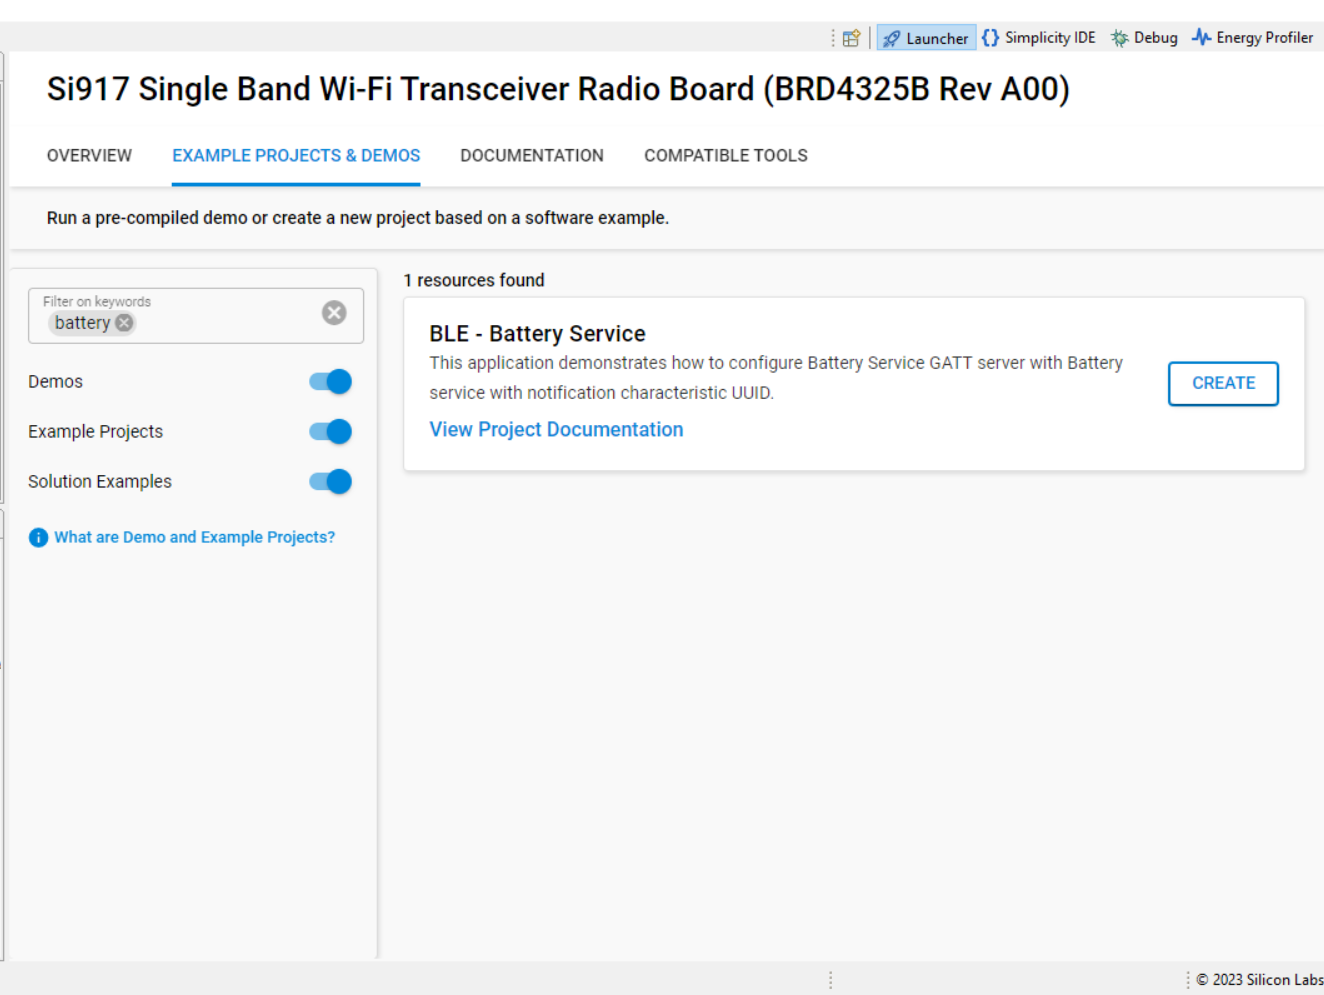 Launcher Simplicity IDE Debug Energy Profiler
Si917 Single Band Wi-Fi Transceiver Radio Board (BRD4325B Rev A00)
OVERVIEW EXAMPLE PROJECTS & DEMOS DOCUMENTATION COMPATIBLE TOOLS
Run a pre-compiled demo or create a new project based on a software example.
Filter on keywords
battery
Demos
Example Projects
Solution Examples
What are Demo and Example Projects?
1 resources found
BLE - Battery Service
This application demonstrates how to configure Battery Service GATT server with Battery
service with notification characteristic UUID.
View Project Documentation
CREATE
© 2023 Silicon Labs